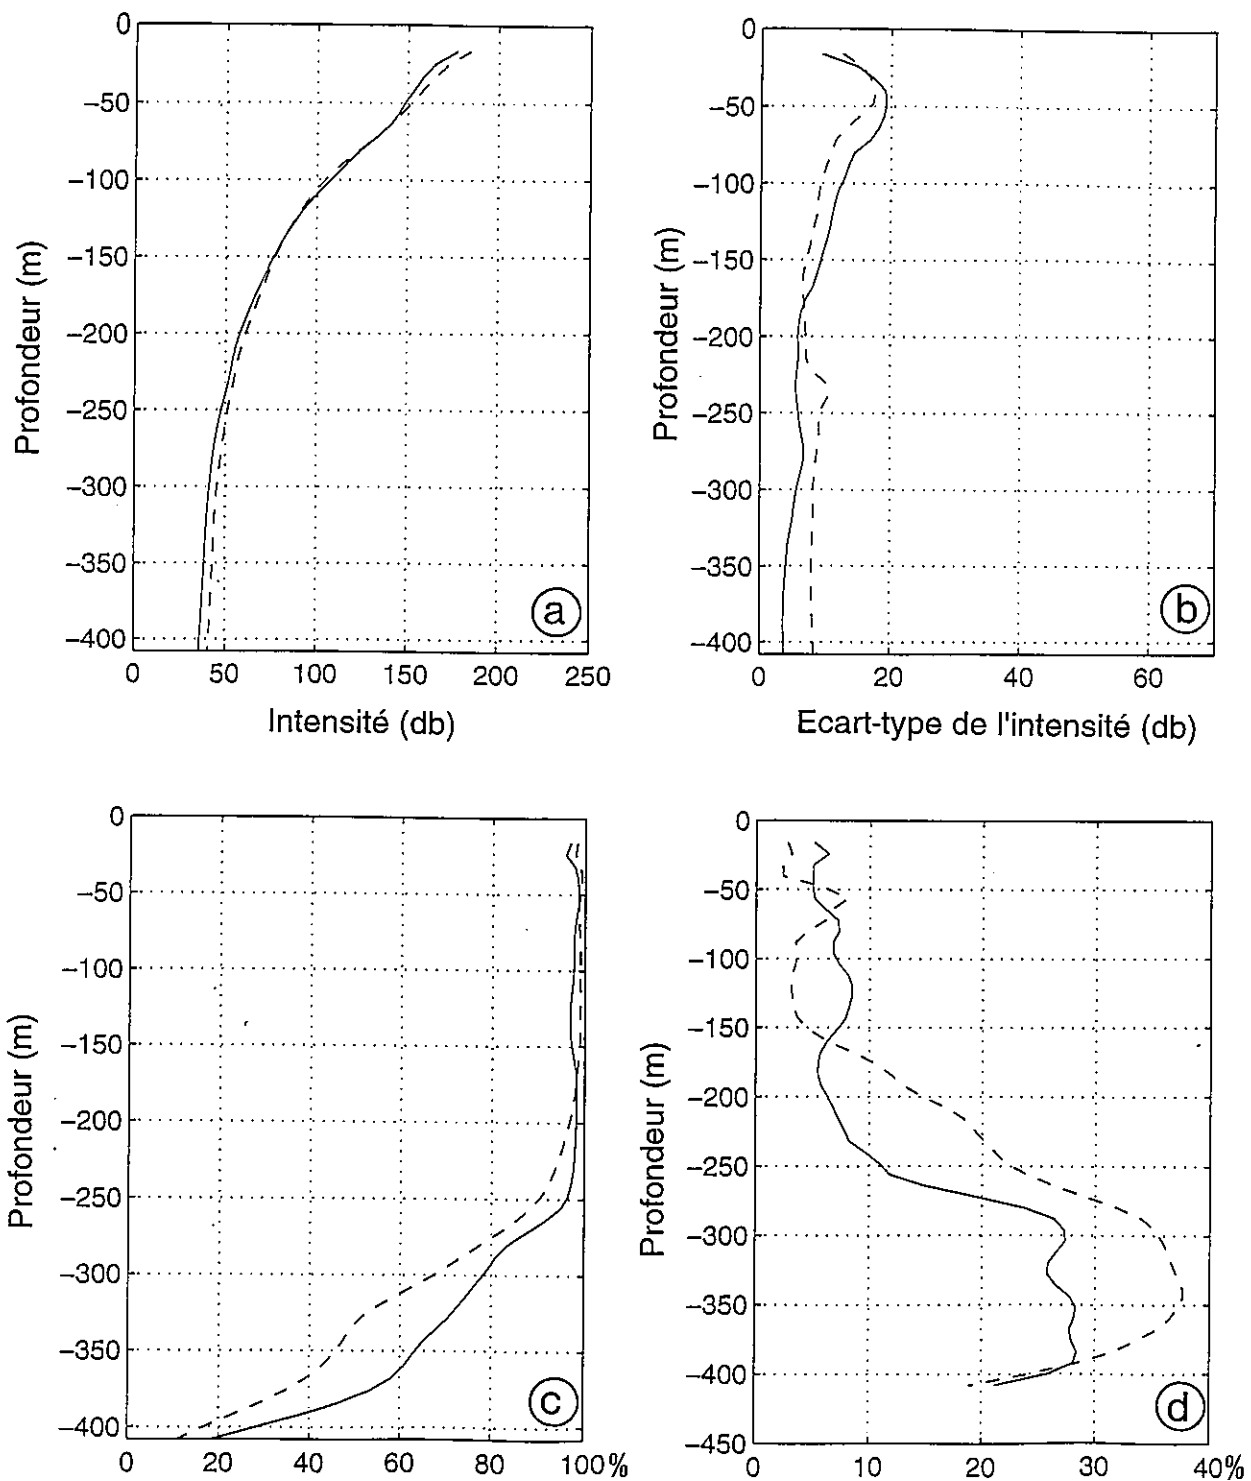 0
−50
−100
−150
−200
−250
−300
−350
−400
Profondeur (m)
0 50 100 150 200 250
Intensité (db)
a
0
−50
−100
−150
−200
−250
−300
−350
−400
Profondeur (m)
0 20 40 60
Ecart-type de l'intensité (db)
b
0
−50
−100
−150
−200
−250
−300
−350
−400
Profondeur (m)
0 20 40 60 80 100%
c
0
−50
−100
−150
−200
−250
−300
−350
−400
−450
Profondeur (m)
0 10 20 30 40%
d